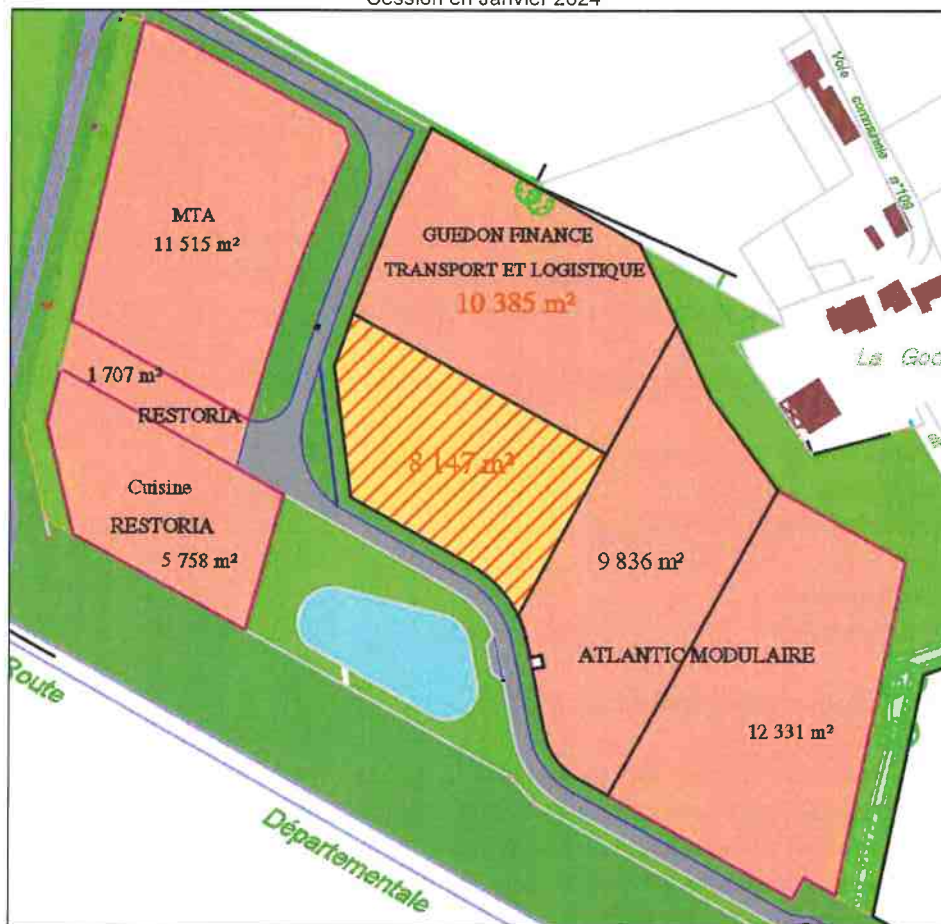 Cession en Janvier 2024
Voie communale n°109
MTA
11 515 m²
GUEDON FINANCE
TRANSPORT ET LOGISTIQUE
10 385 m²
1 707 m²
RESTORIA
La
8 147 m²
Cuisine
RESTORIA
5 758 m²
9 836 m²
ATLANTIC MODULAIRE
12 331 m²
Route
Départementale